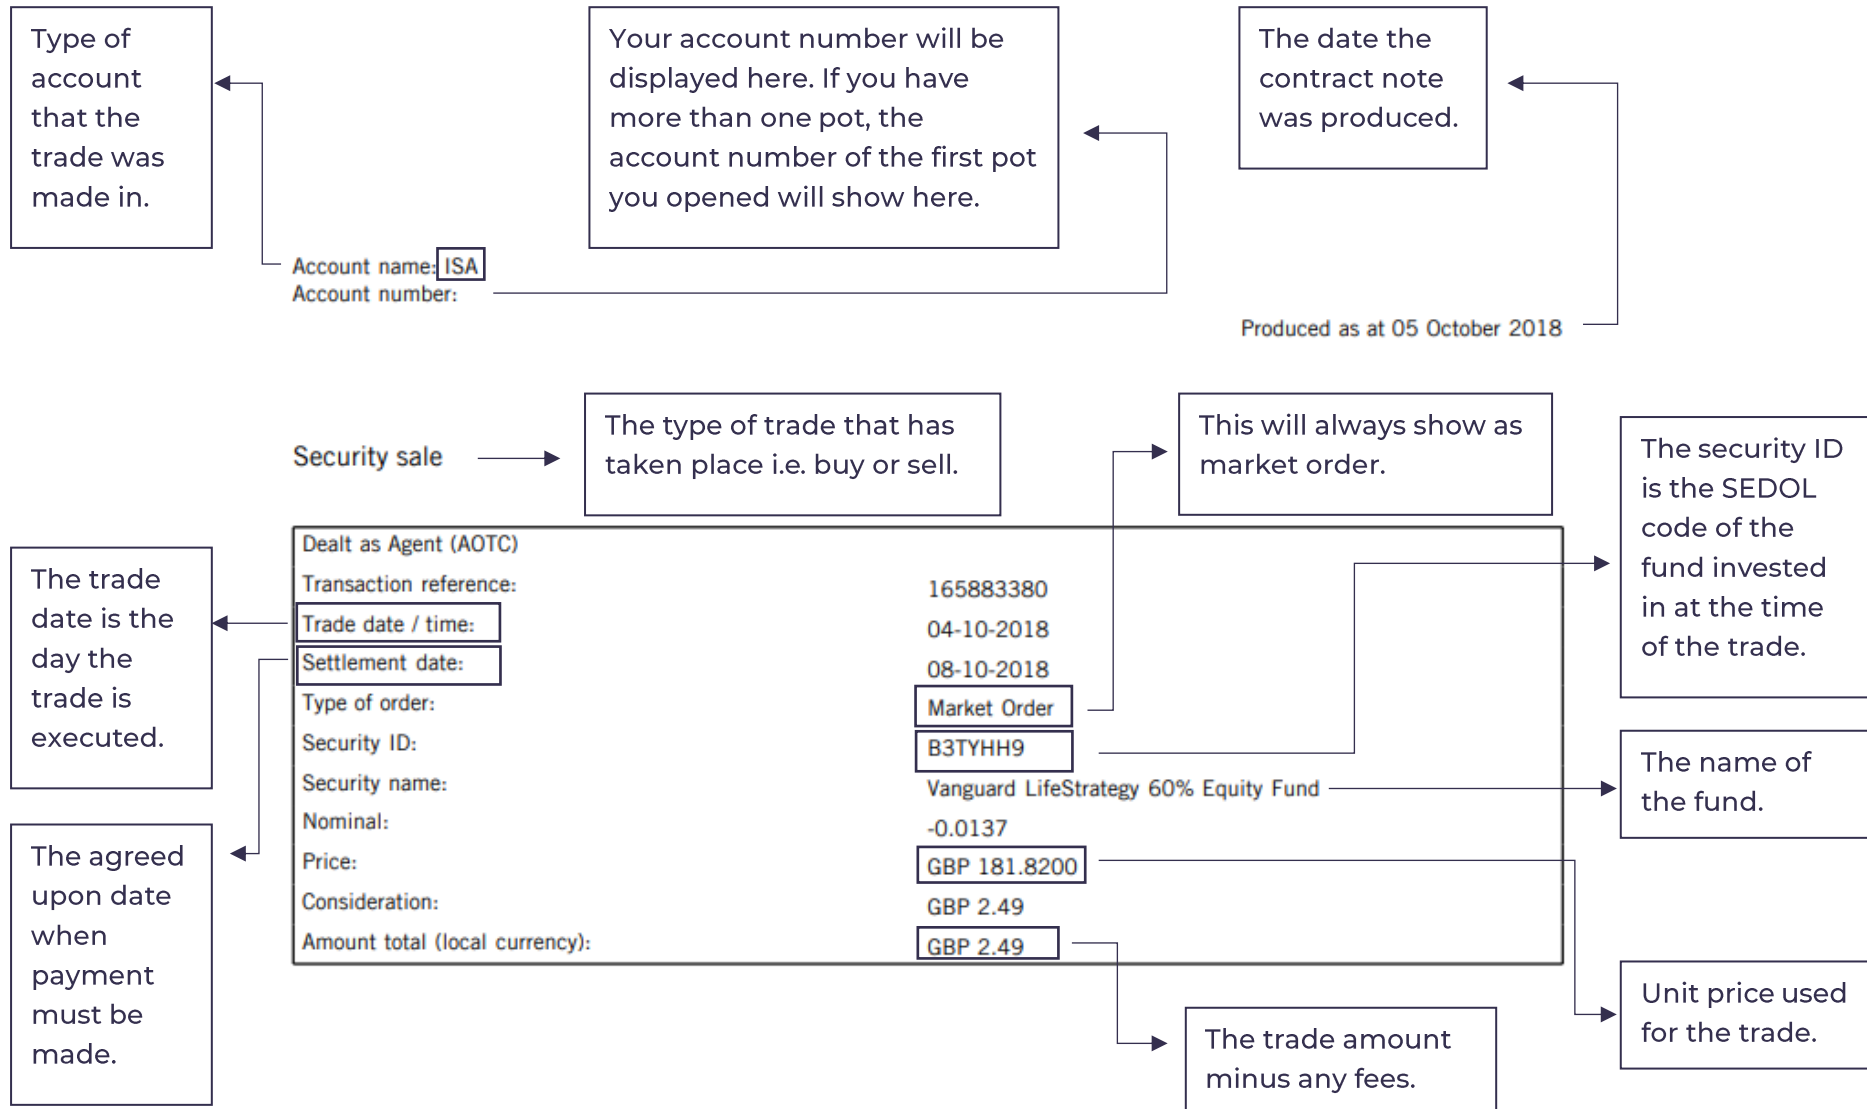 Type of
account
that the
trade was
made in.
Your account number will be
displayed here. If you have
more than one pot, the
account number of the first pot
you opened will show here.
The date the
contract note
was produced.
Account name: ISA
Account number:
Produced as at 05 October 2018
Security sale
The type of trade that has
taken place i.e. buy or sell.
This will always show as
market order.
The security ID
is the SEDOL
code of the
fund invested
in at the time
of the trade.
The trade
date is the
day the
trade is
executed.
The agreed
upon date
when
payment
must be
made.
Dealt as Agent (AOTC)
Transaction reference: 165883380
Trade date / time: 04-10-2018
Settlement date: 08-10-2018
Type of order: Market Order
Security ID: B3TYHH9
Security name: Vanguard LifeStrategy 60% Equity Fund
Nominal: -0.0137
Price: GBP 181.8200
Consideration: GBP 2.49
Amount total (local currency): GBP 2.49
The name of
the fund.
Unit price used
for the trade.
The trade amount
minus any fees.